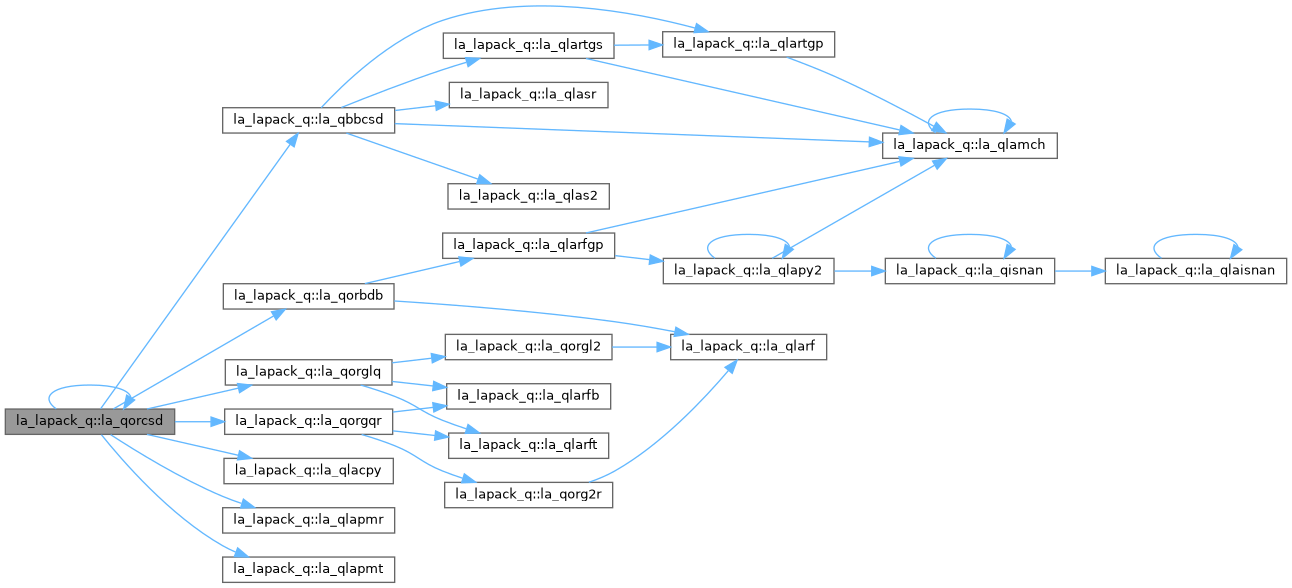 la_lapack_q::la_qorcsd
la_lapack_q::la_qbbcsd
la_lapack_q::la_qlartgs
la_lapack_q::la_qlartgp
la_lapack_q::la_qlasr
la_lapack_q::la_qlamch
la_lapack_q::la_qlas2
la_lapack_q::la_qorbdb
la_lapack_q::la_qlarfgp
la_lapack_q::la_qlapy2
la_lapack_q::la_qisnan
la_lapack_q::la_qlaisnan
la_lapack_q::la_qlarf
la_lapack_q::la_qorglq
la_lapack_q::la_qorgl2
la_lapack_q::la_qlarfb
la_lapack_q::la_qorgqr
la_lapack_q::la_qlarft
la_lapack_q::la_qorg2r
la_lapack_q::la_qlacpy
la_lapack_q::la_qlapmr
la_lapack_q::la_qlapmt